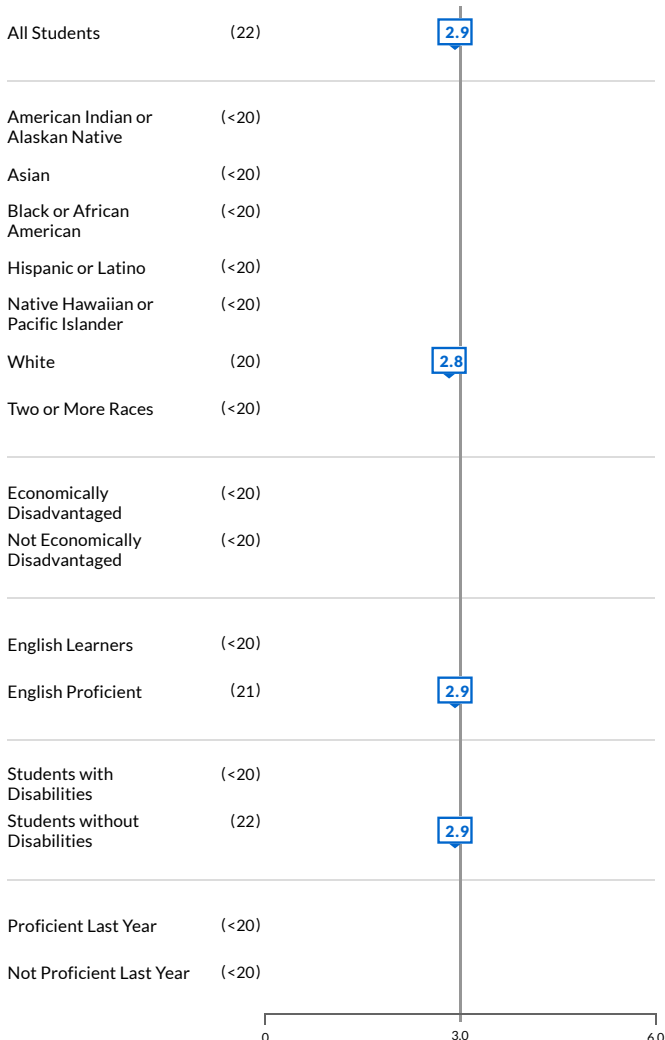 All Students (22) 2.9
American Indian or (<20)
Alaskan Native
Asian (<20)
Black or African (<20)
American
Hispanic or Latino (<20)
Native Hawaiian or (<20)
Pacific Islander
White (20) 2.8
Two or More Races (<20)
Economically (<20)
Disadvantaged
Not Economically (<20)
Disadvantaged
English Learners (<20)
English Proficient (21) 2.9
Students with (<20)
Disabilities
Students without (22) 2.9
Disabilities
Proficient Last Year (<20)
Not Proficient Last Year (<20)
0 3.0 6.0